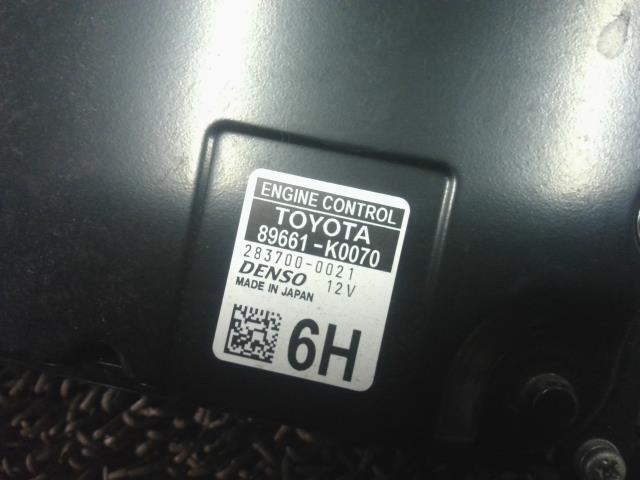 ENGINE CONTROL
TOYOTA
89661-K0070
283700-0021
DENSO 12V
MADE IN JAPAN
6H